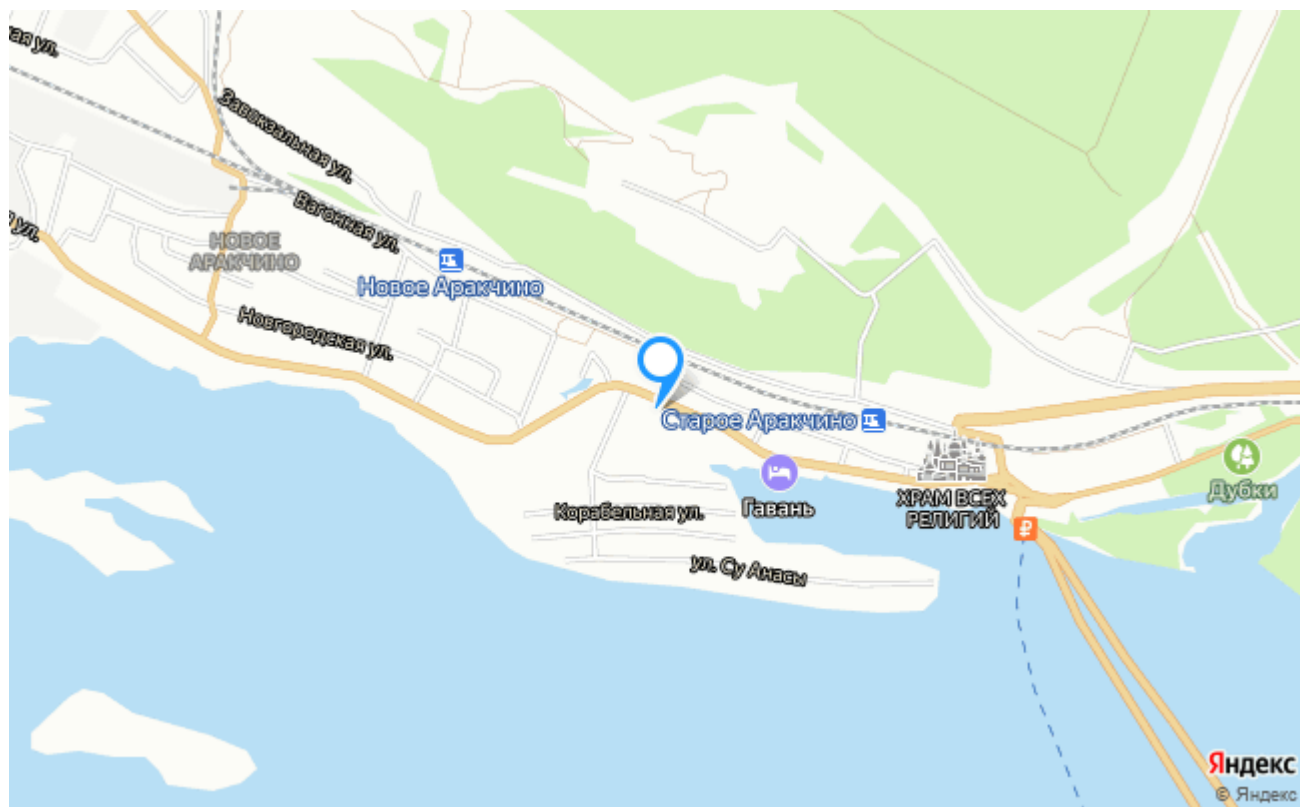 кая ул.
Завокзальная ул.
Вагонная ул.
ул.
НОВОЕ
АРАКЧИНО
Новое Аракчино
Новгородская ул.
Старое Аракчино
ХРАМ ВСЕХ
РЕЛИГИЙ
Дубки
Гавань
Корабельная ул.
ул. Су Анасы
₽
Яндекс
© Яндекс